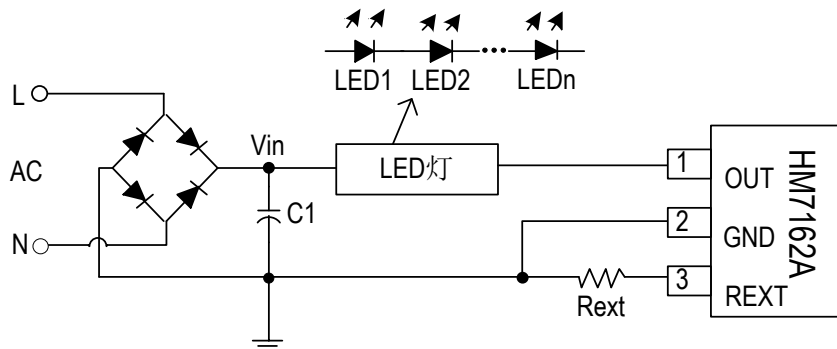 LED1 LED2 LEDn
L
AC
N
Vin
C1
LED灯
1 OUT
2 GND
3 REXT
Rext
HM7162A